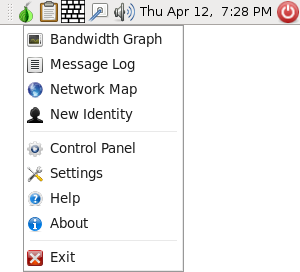 Thu Apr 12, 7:28 PM
Bandwidth Graph
Message Log
Network Map
New Identity
Control Panel
Settings
Help
About
Exit